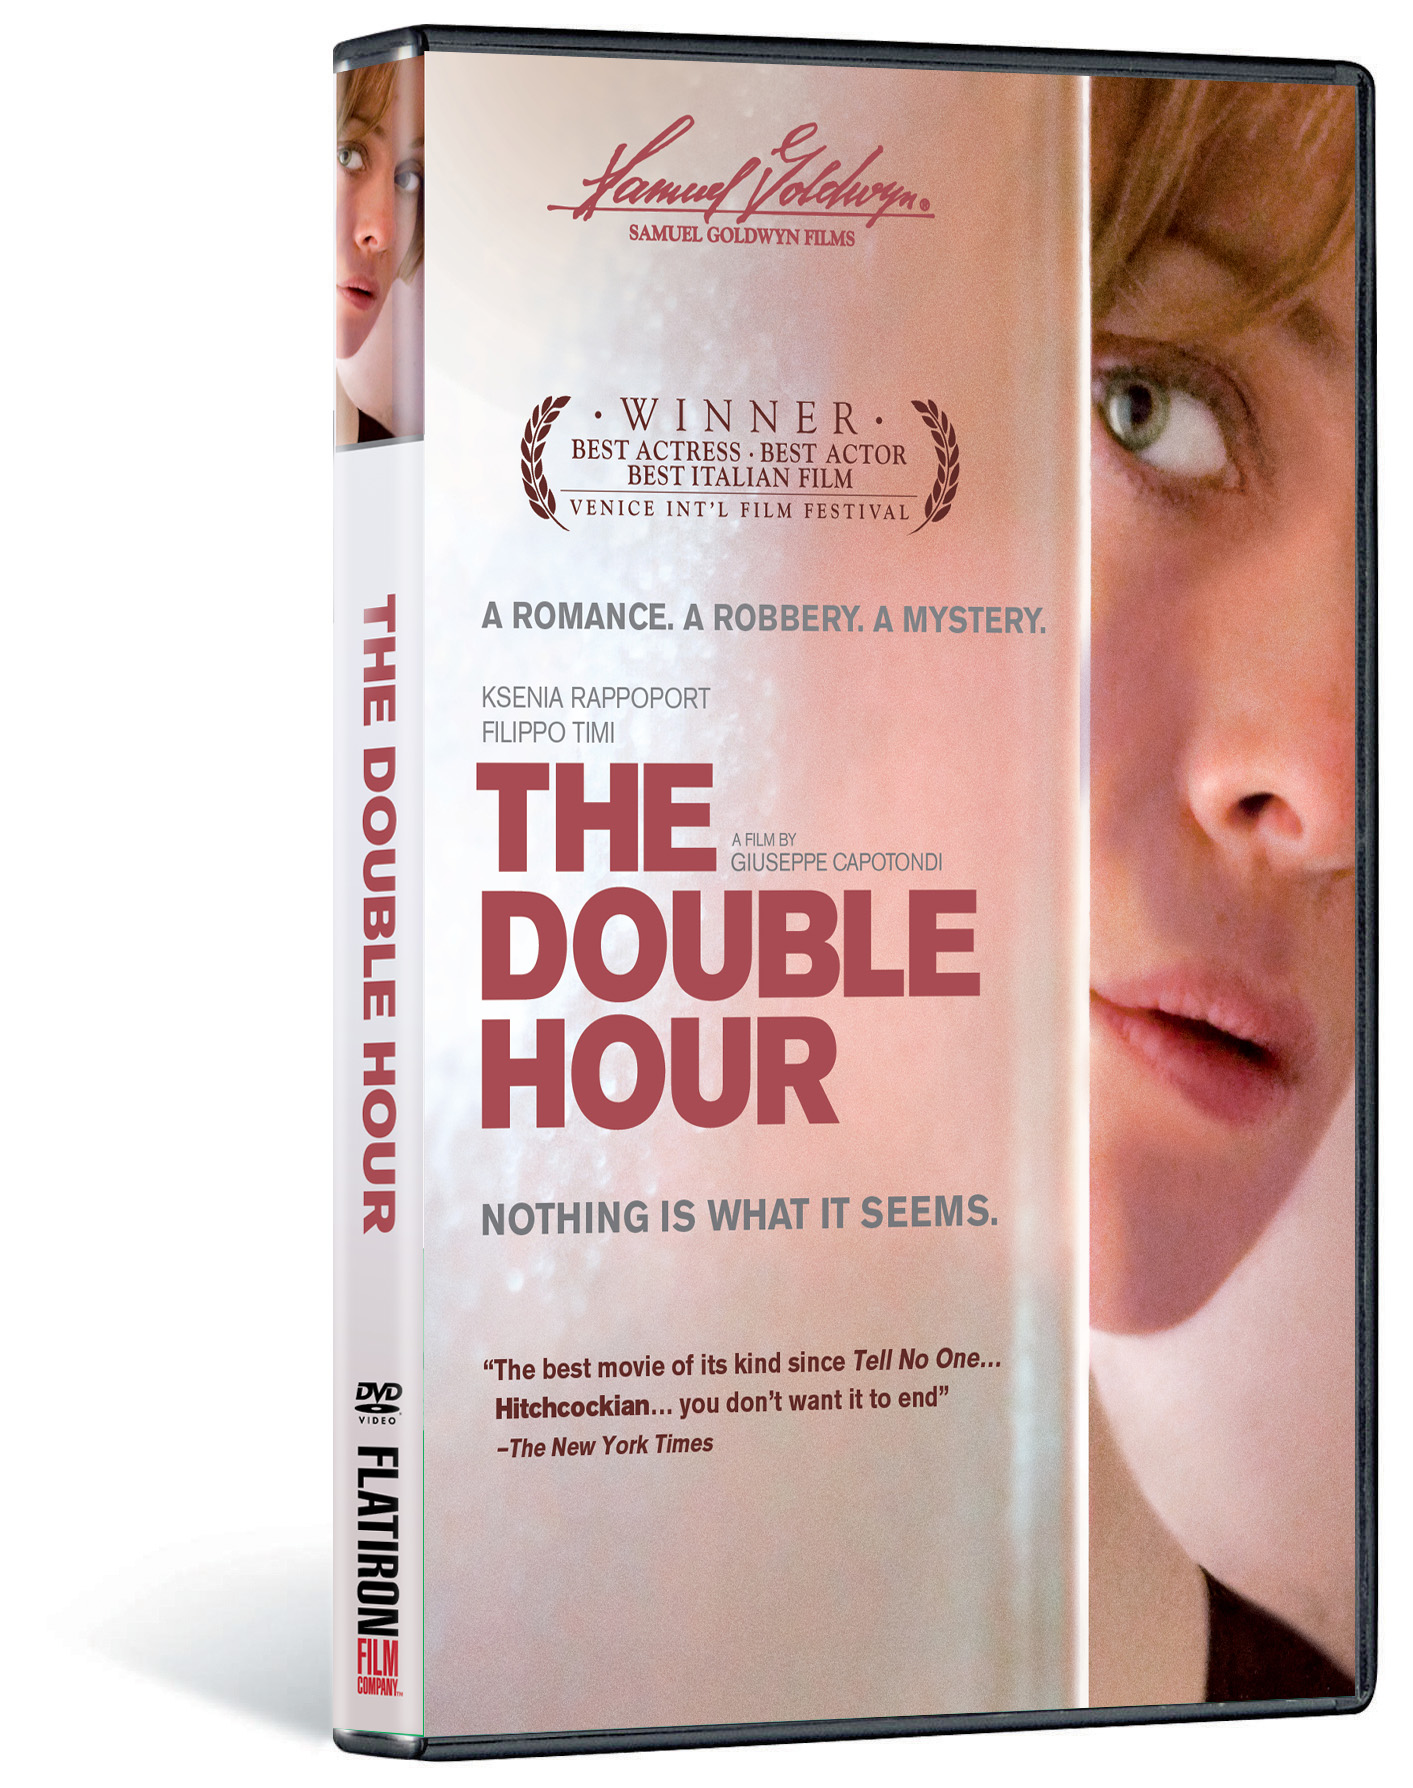 Samuel Goldwyn.®
SAMUEL GOLDWYN FILMS
· WINNER ·
BEST ACTRESS · BEST ACTOR
BEST ITALIAN FILM
VENICE INT'L FILM FESTIVAL
A ROMANCE. A ROBBERY. A MYSTERY.
KSENIA RAPPOPORT
FILIPPO TIMI
THE
A FILM BY
GIUSEPPE CAPOTONDI
DOUBLE
HOUR
NOTHING IS WHAT IT SEEMS.
“The best movie of its kind since Tell No One...
Hitchcockian... you don’t want it to end”
–The New York Times
THE DOUBLE HOUR
DVD
VIDEO
FLATIRON
FILM
COMPANY™